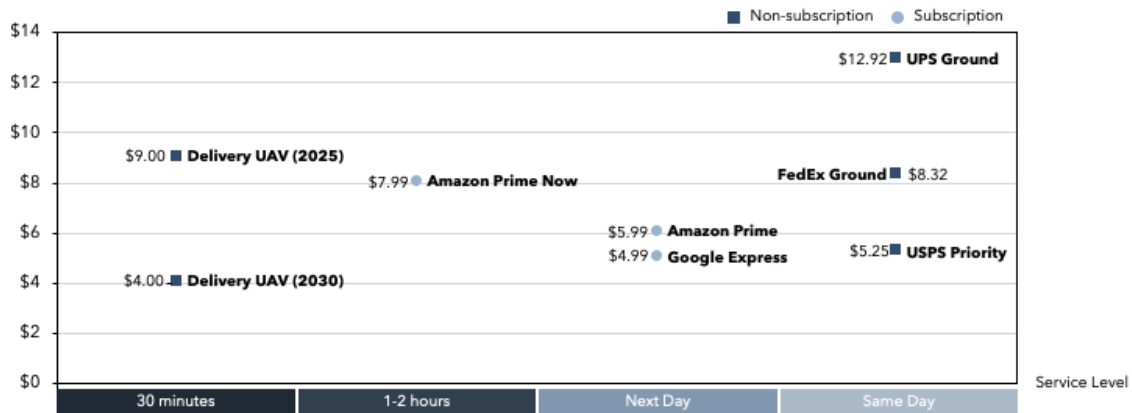 Non-subscription Subscription
$14
$12.92 UPS Ground
$12
$10
$9.00 Delivery UAV (2025)
FedEx Ground $8.32
$8
$7.99 Amazon Prime Now
$6
$5.99 Amazon Prime
$4.99 Google Express
$5.25 USPS Priority
$4
$4.00 Delivery UAV (2030)
$2
$0
Service Level
30 minutes 1-2 hours Next Day Same Day